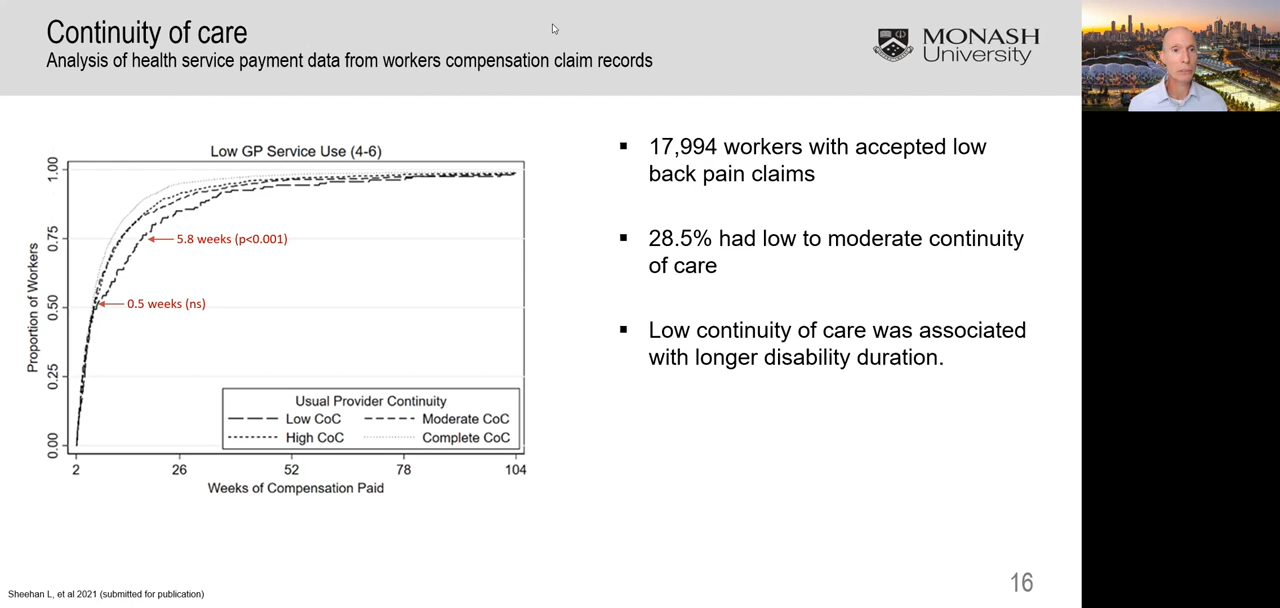 Continuity of care
Analysis of health service payment data from workers compensation claim records
MONASH
University
Low GP Service Use (4-6)
1.00
0.75
0.50
0.25
0.00
Proportion of Workers
5.8 weeks (p<0.001)
0.5 weeks (ns)
Usual Provider Continuity
Low CoC
Moderate CoC
High CoC
Complete CoC
2
26
52
78
104
Weeks of Compensation Paid
▪ 17,994 workers with accepted low
back pain claims
▪ 28.5% had low to moderate continuity
of care
▪ Low continuity of care was associated
with longer disability duration.
16
Sheehan L, et al 2021 (submitted for publication)